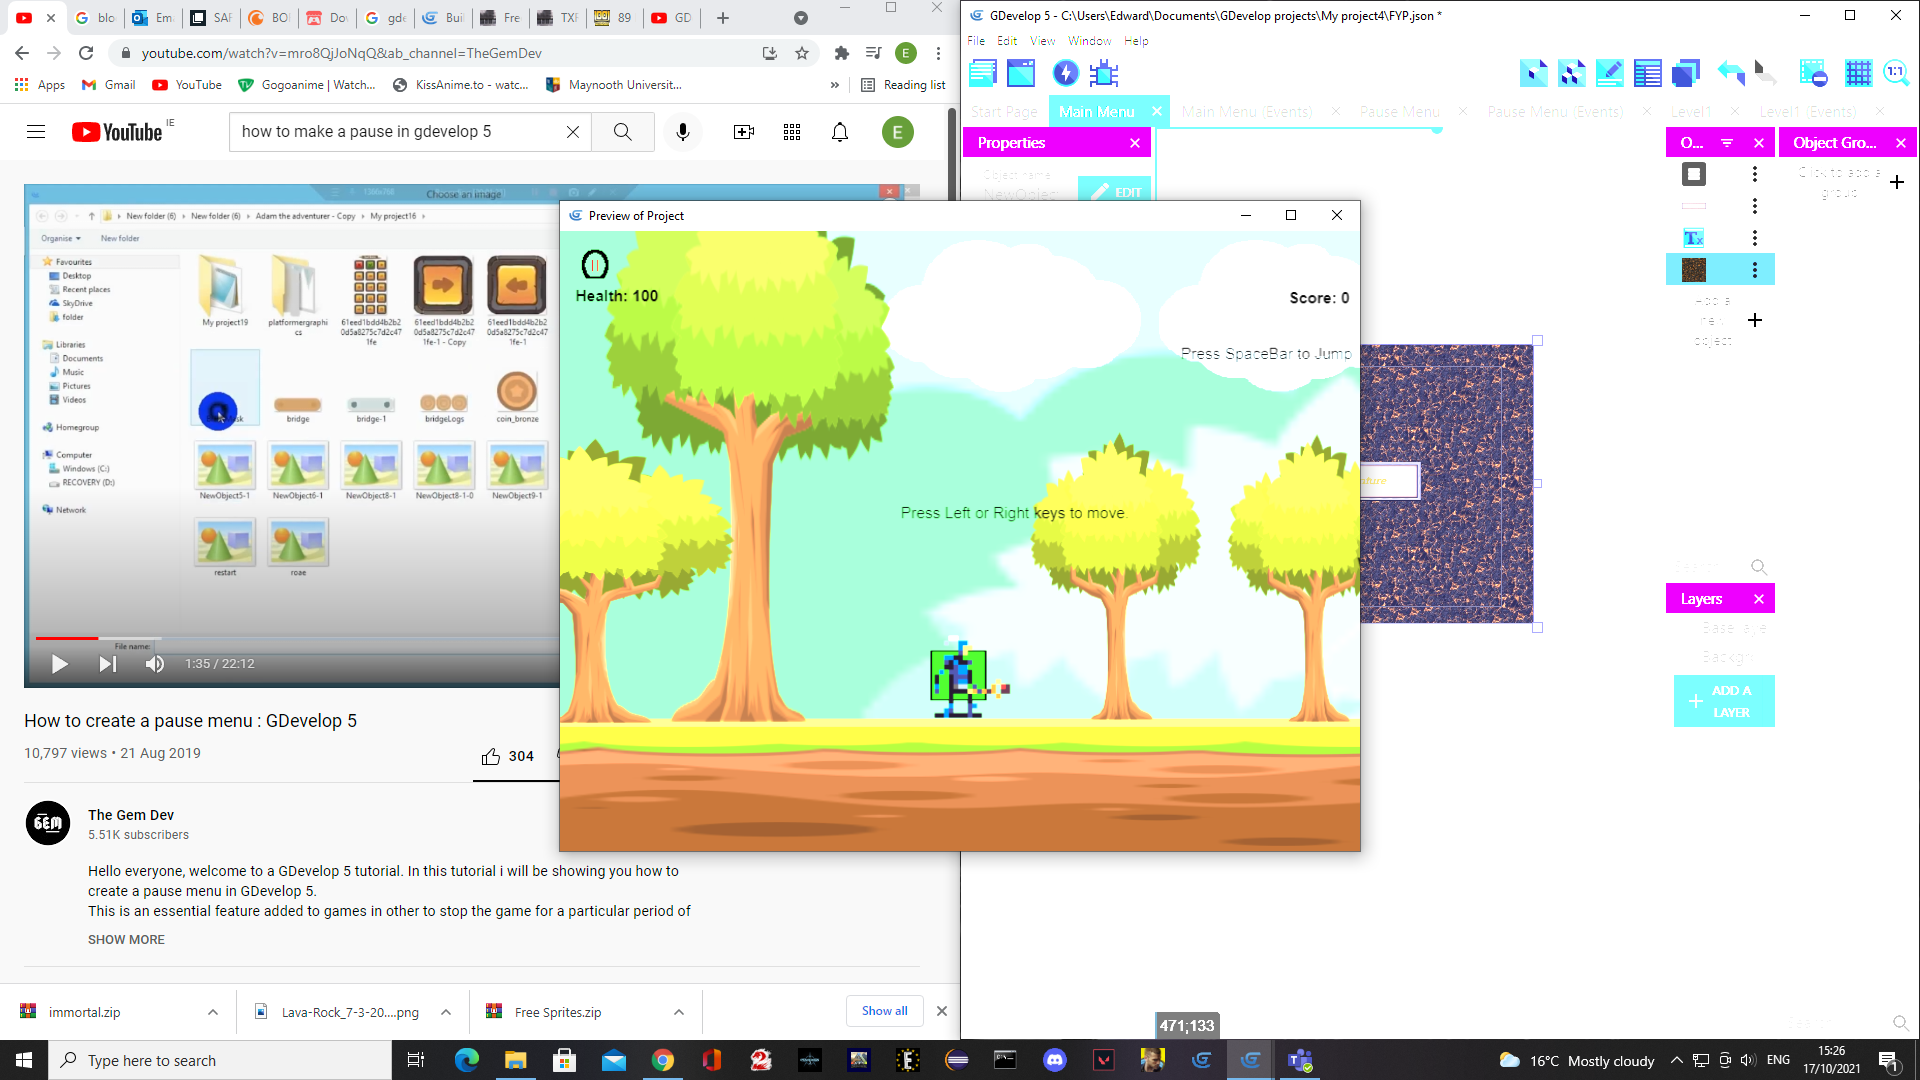 blo
Em
SAF
BO
Do
gde
Bui
Fre
TXF
89
GD
youtube.com/watch?v=mro8QjJoNqQ&ab_channel=TheGemDev
E
Apps
Gmail
YouTube
Gogoanime | Watch...
KissAnime.to - watc...
Maynooth Universit...
»
Reading list
YouTube IE
how to make a pause in gdevelop 5
E
Choose an image
New folder (6) › New folder (6) › Adam the adventurer - Copy › My project16
Organise
New folder
Favourites
Desktop
Recent places
SkyDrive
folder
Libraries
Documents
Music
Pictures
Videos
Homegroup
Computer
Windows (C:)
RECOVERY (D:)
Network
My project19
platformergraphics
61eed1bdd4b2b20d5a8275c7d2c471fe
61eed1bdd4b2b20d5a8275c7d2c471fe-1 - Copy
61eed1bdd4b2b20d5a8275c7d2c471fe-1
bridge
bridge-1
bridgeLogs
coin_bronze
NewObject5-1
NewObject6-1
NewObject8-1
NewObject8-1-0
NewObject9-1
restart
roae
File name:
1:35 / 22:12
How to create a pause menu : GDevelop 5
10,797 views • 21 Aug 2019
304
GEM
The Gem Dev
5.51K subscribers
Hello everyone, welcome to a GDevelop 5 tutorial. In this tutorial i will be showing you how to
create a pause menu in GDevelop 5.
This is an essential feature added to games in other to stop the game for a particular period of
SHOW MORE
immortal.zip
Lava-Rock_7-3-20....png
Free Sprites.zip
Show all
GDevelop 5 - C:\Users\Edward\Documents\GDevelop projects\My project4\FYP.json *
File Edit View Window Help
1:1
Start Page
Main Menu
Main Menu (Events)
Pause Menu
Pause Menu (Events)
Level1
Level1 (Events)
Properties
Object name
NewObject
EDIT
O...
Object Gro...
Click to add a
group
Tx
Add a
new
object
Layers
Base laye
Backgr
ADD A
LAYER
471;133
Preview of Project
Health: 100
Score: 0
Press SpaceBar to Jump
Press Left or Right keys to move.
Type here to search
16°C Mostly cloudy
ENG
15:26
17/10/2021
1